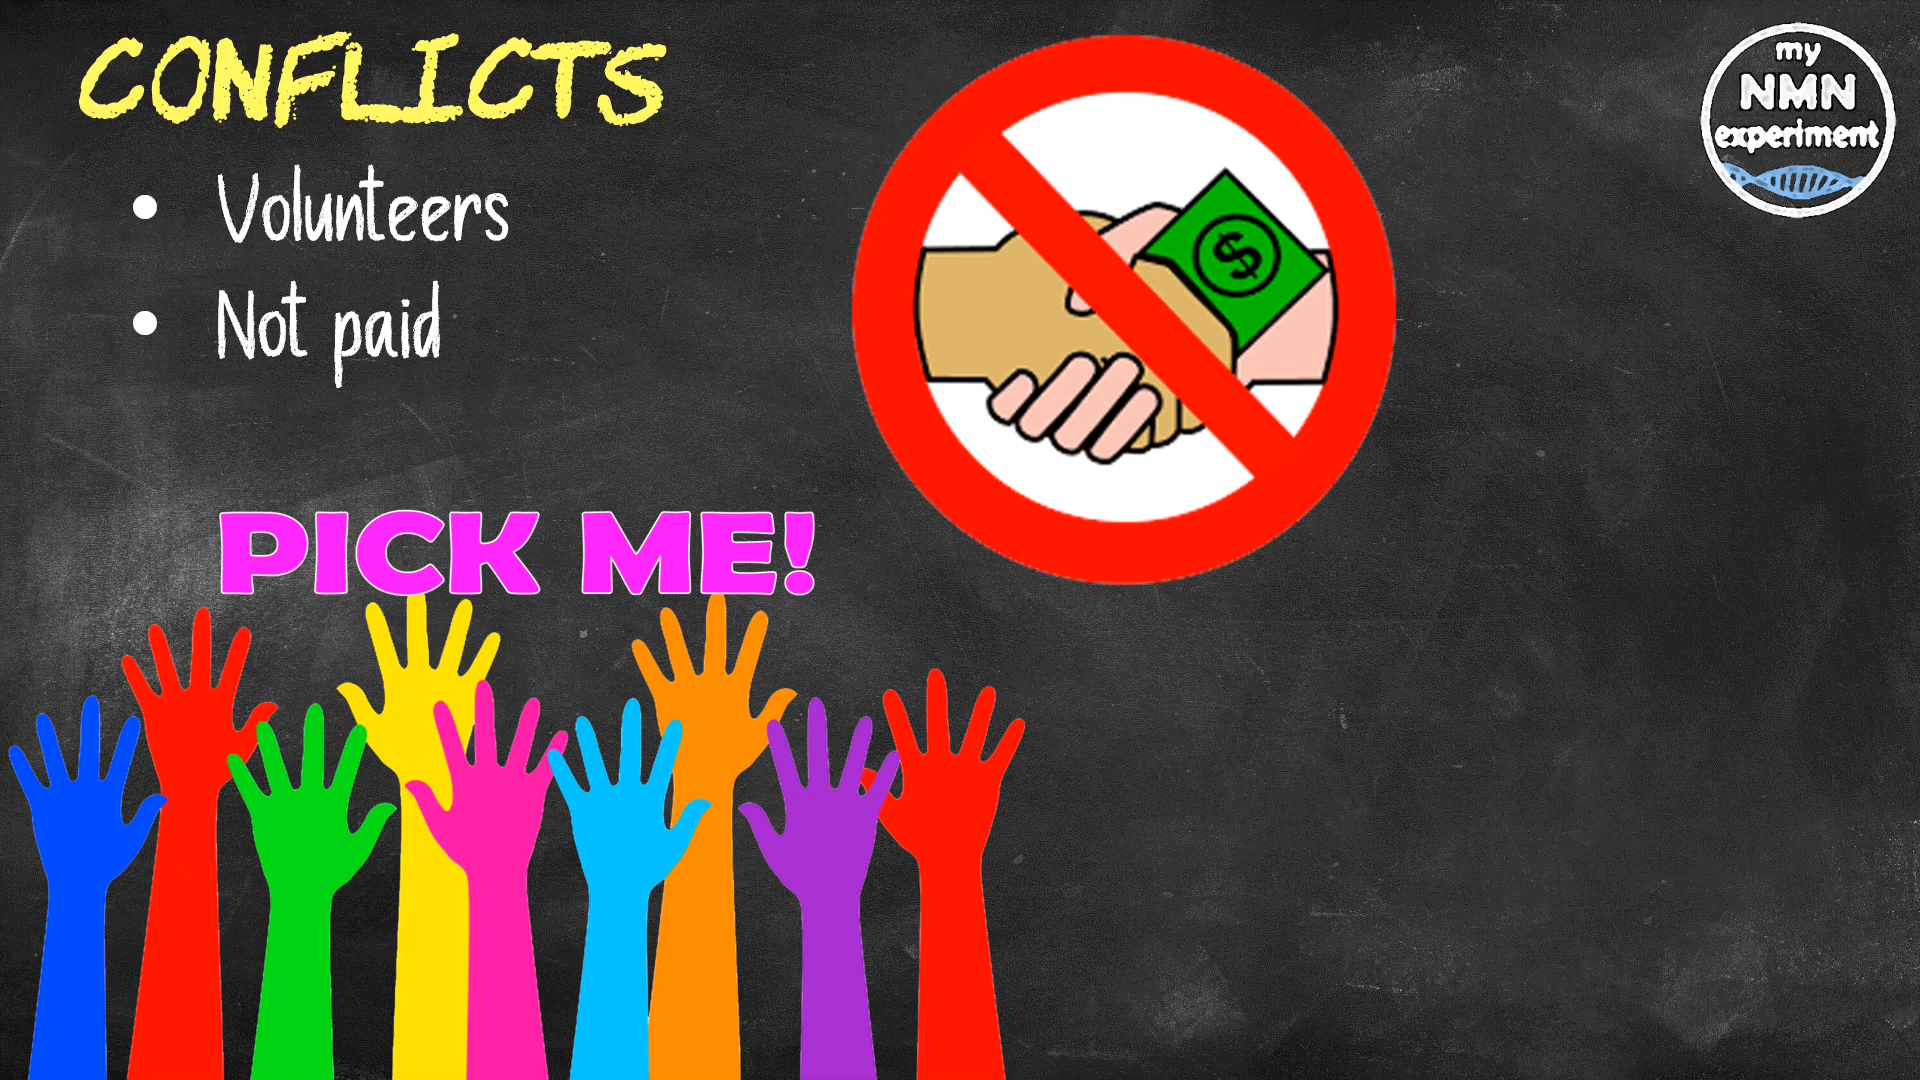 CONFLICTS
• Volunteers
• Not paid
$
PICK ME!
my
NMN
experiment